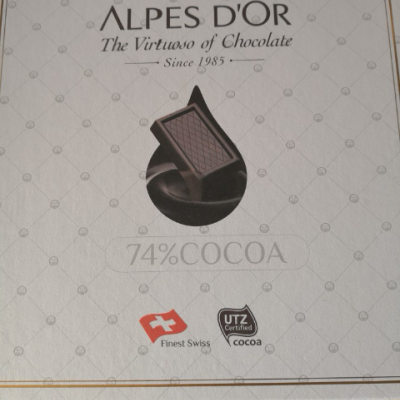 ALPES D'OR
The Virtuoso of Chocolate
Since 1985
74%COCOA
Finest Swiss
UTZ
Certified
cocoa